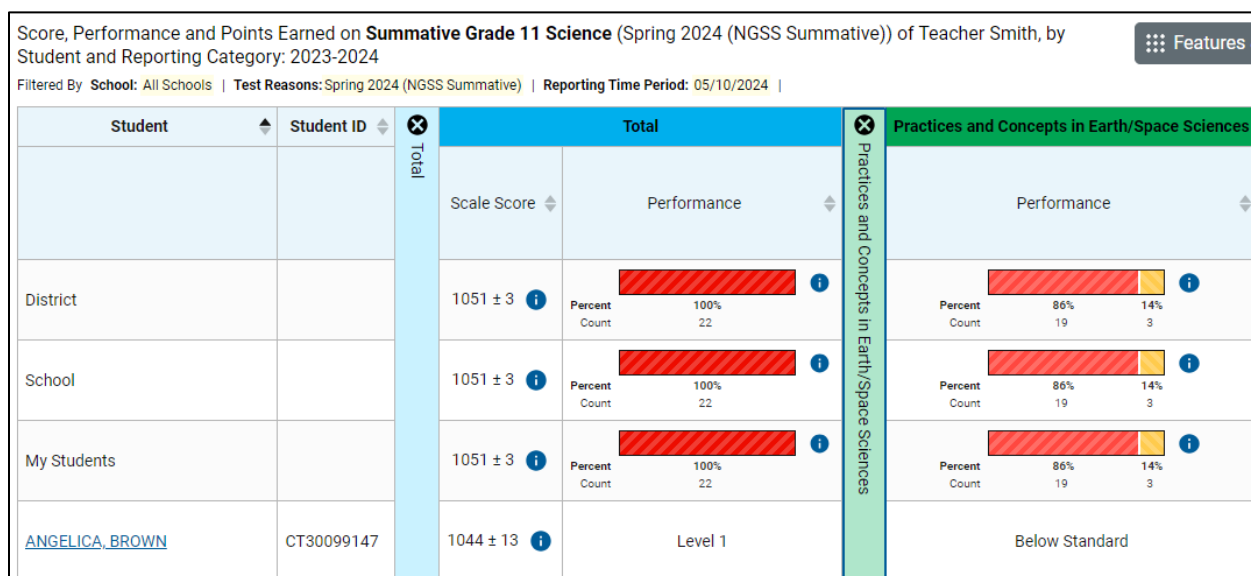 Score, Performance and Points Earned on Summative Grade 11 Science (Spring 2024 (NGSS Summative)) of Teacher Smith, by
Student and Reporting Category: 2023-2024
Features
Filtered By School: All Schools | Test Reasons: Spring 2024 (NGSS Summative) | Reporting Time Period: 05/10/2024 |
Student Student ID Total Practices and Concepts in Earth/Space Sciences
Total
Practices and Concepts in Earth/Space Sciences
Scale Score Performance Performance
District 1051 ± 3
Percent 100% Percent 86% 14%
Count 22 Count 19 3
School 1051 ± 3
Percent 100% Percent 86% 14%
Count 22 Count 19 3
My Students 1051 ± 3
Percent 100% Percent 86% 14%
Count 22 Count 19 3
ANGELICA, BROWN CT30099147 1044 ± 13 Level 1 Below Standard